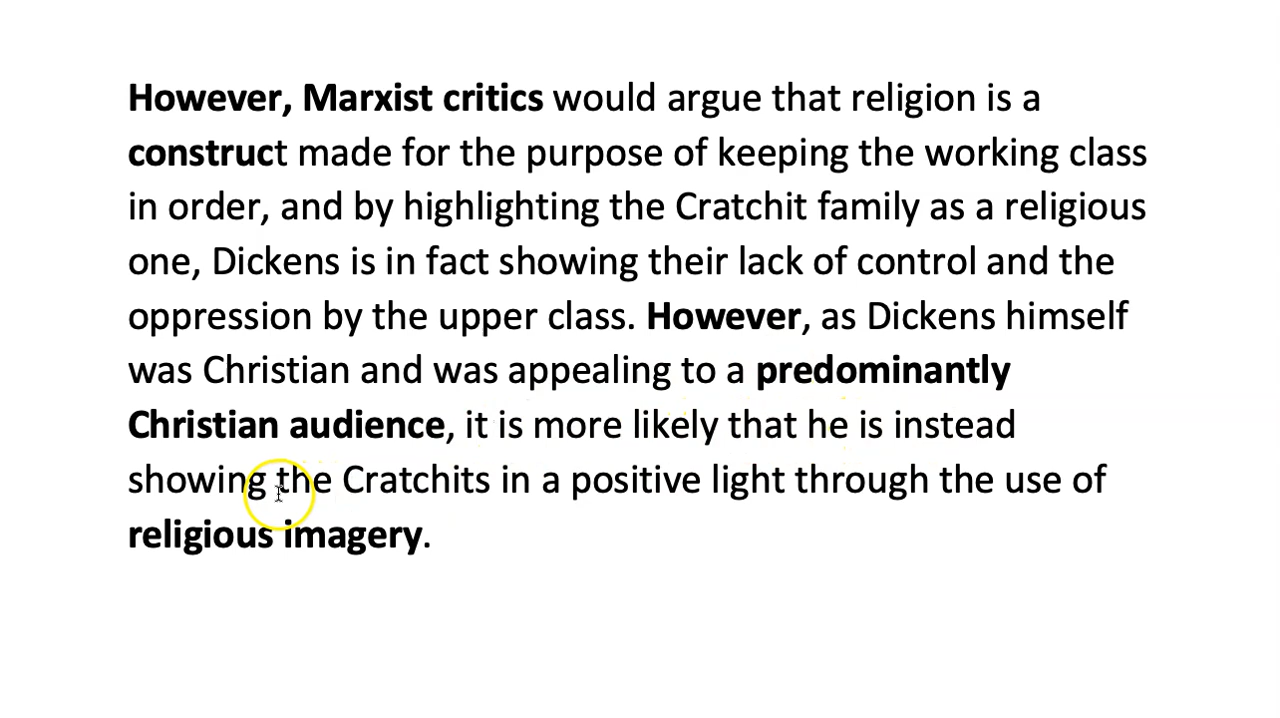 However, Marxist critics would argue that religion is a
construct made for the purpose of keeping the working class
in order, and by highlighting the Cratchit family as a religious
one, Dickens is in fact showing their lack of control and the
oppression by the upper class. However, as Dickens himself
was Christian and was appealing to a predominantly
Christian audience, it is more likely that he is instead
showing the Cratchits in a positive light through the use of
religious imagery.